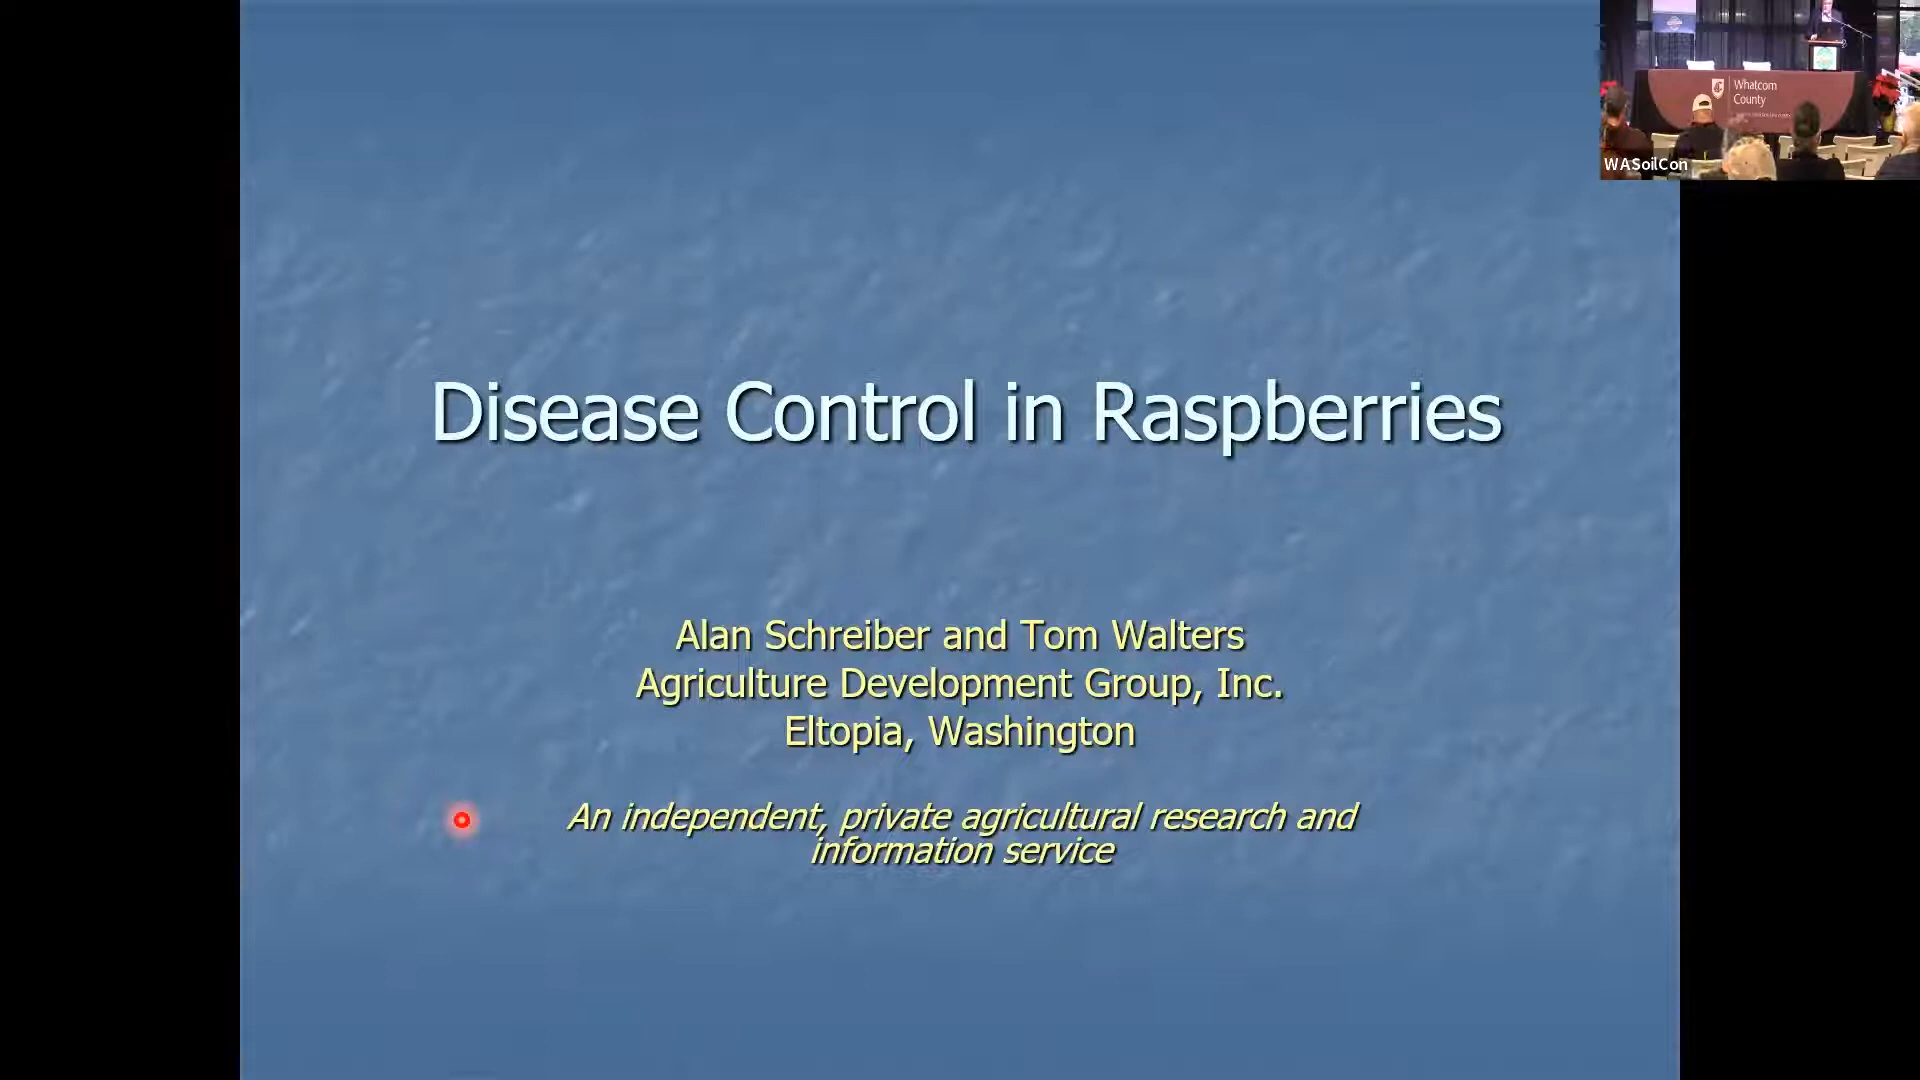 Disease Control in Raspberries
Alan Schreiber and Tom Walters
Agriculture Development Group, Inc.
Eltopia, Washington
An independent, private agricultural research and
information service
Whatcom
County
WASoilCon